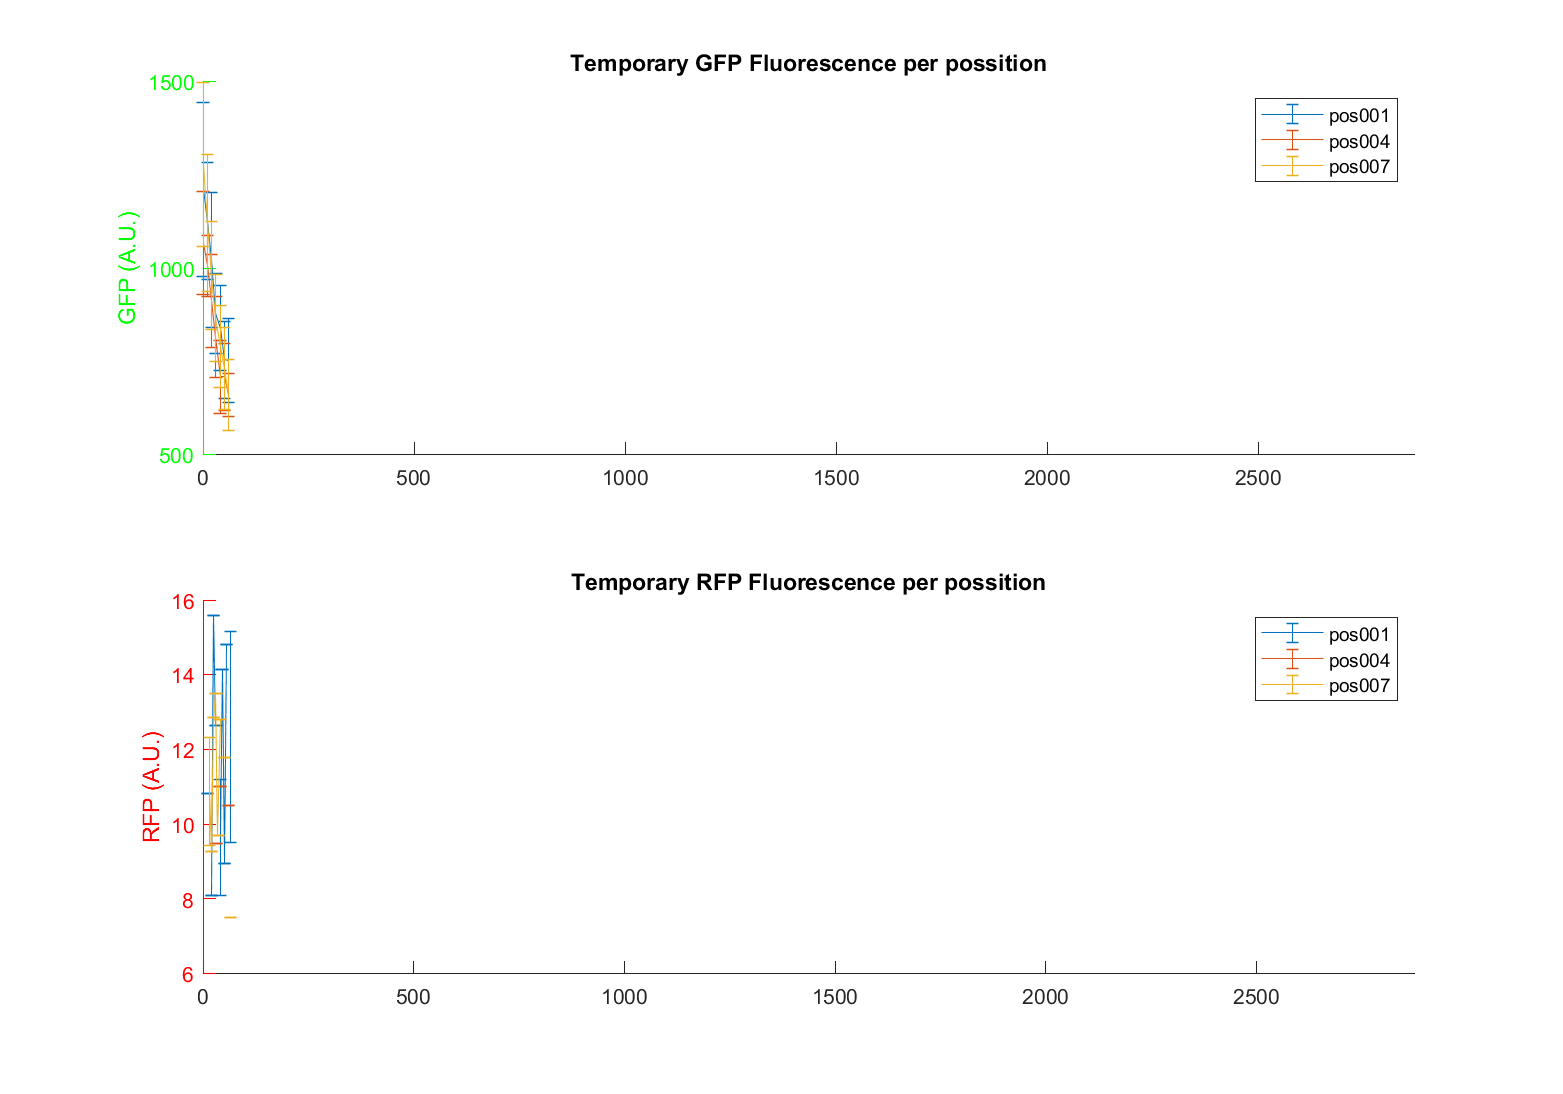 Temporary GFP Fluorescence per possition
1500
1000
500
GFP (A.U.)
pos001
pos004
pos007
0 500 1000 1500 2000 2500
Temporary RFP Fluorescence per possition
16
14
12
10
8
6
RFP (A.U.)
pos001
pos004
pos007
0 500 1000 1500 2000 2500